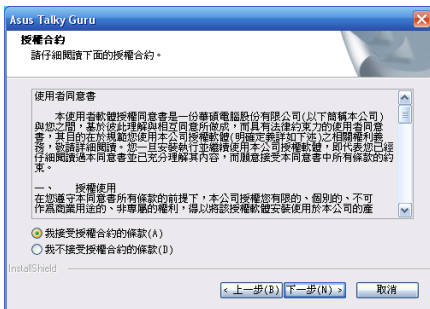 Asus Talky Guru
授權合約
請仔細閱讀下面的授權合約。
使用者同意書
本使用者軟體授權同意書是一份華碩電腦股份有限公司(以下簡稱本公司)
與您之間,基於彼此理解與相互同意所做成,而具有法律約束力的使用者同意
書,其目的在於規範您使用本公司授權軟體(明確定義詳如下述)之相關權利義
務,敬請詳細閱讀。您一旦安裝執行並繼續使用本公司授權軟體,即代表您已經
仔細閱讀過本同意書並已充分理解其內容,而願意接受本同意書中所有條款的約
束。
一、 授權使用
在您遵守本同意書所有條款的前提下,本公司授權您有限的、個別的、不可
作為商業用途的、非專屬的權利,得以將該授權軟體安裝使用於本公司的產
我接受授權合約的條款(A)
我不接受授權合約的條款(D)
InstallShield
< 上一步(B) 下一步(N) > 取消